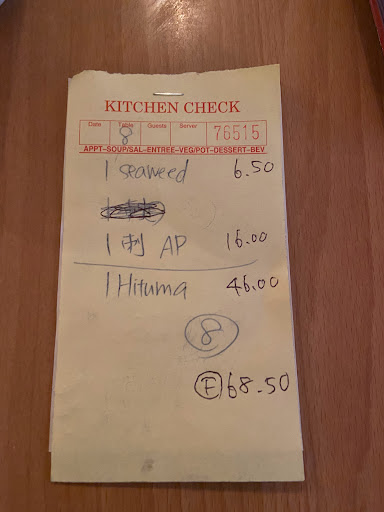 KITCHEN CHECK
Date Table Guests Server
8 76515
APPT-SOUP/SAL-ENTREE-VEG/POT-DESSERT-BEV
1 seaweed 6.50
1 刺 AP 16.00
1 Hituma 46.00
8
F 68.50